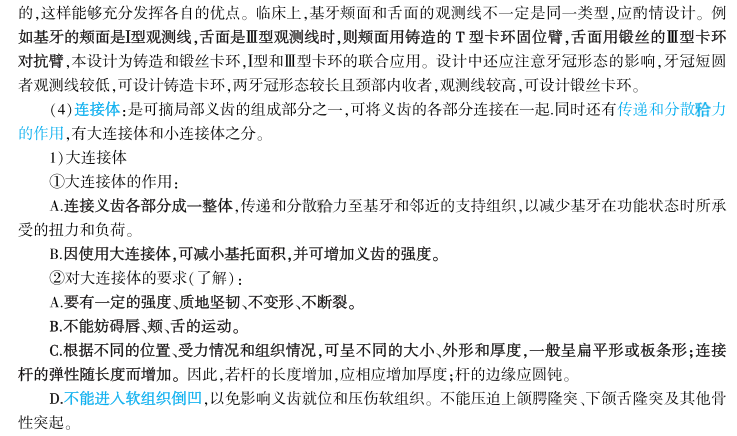 的,这样能够充分发挥各自的优点。临床上,基牙颊面和舌面的观测线不一定是同一类型,应酌情设计。例
如基牙的颊面是Ⅰ型观测线,舌面是Ⅲ型观测线时,则颊面用铸造的 T 型卡环固位臂,舌面用锻丝的Ⅲ型卡环
对抗臂,本设计为铸造和锻丝卡环,Ⅰ型和Ⅲ型卡环的联合应用。设计中还应注意牙冠形态的影响,牙冠短圆
者观测线较低,可设计铸造卡环,两牙冠形态较长且颈部内收者,观测线较高,可设计锻丝卡环。
(4)连接体:是可摘局部义齿的组成部分之一,可将义齿的各部分连接在一起.同时还有传递和分散𬌗力
的作用,有大连接体和小连接体之分。
1)大连接体
①大连接体的作用:
A.连接义齿各部分成一整体,传递和分散𬌗力至基牙和邻近的支持组织,以减少基牙在功能状态时所承
受的扭力和负荷。
B.因使用大连接体,可减小基托面积,并可增加义齿的强度。
②对大连接体的要求(了解):
A.要有一定的强度、质地坚韧、不变形、不断裂。
B.不能妨碍唇、颊、舌的运动。
C.根据不同的位置、受力情况和组织情况,可呈不同的大小、外形和厚度,一般呈扁平形或板条形;连接
杆的弹性随长度而增加。因此,若杆的长度增加,应相应增加厚度;杆的边缘应圆钝。
D.不能进入软组织倒凹,以免影响义齿就位和压伤软组织。不能压迫上颌腭隆突、下颌舌隆突及其他骨
性突起。